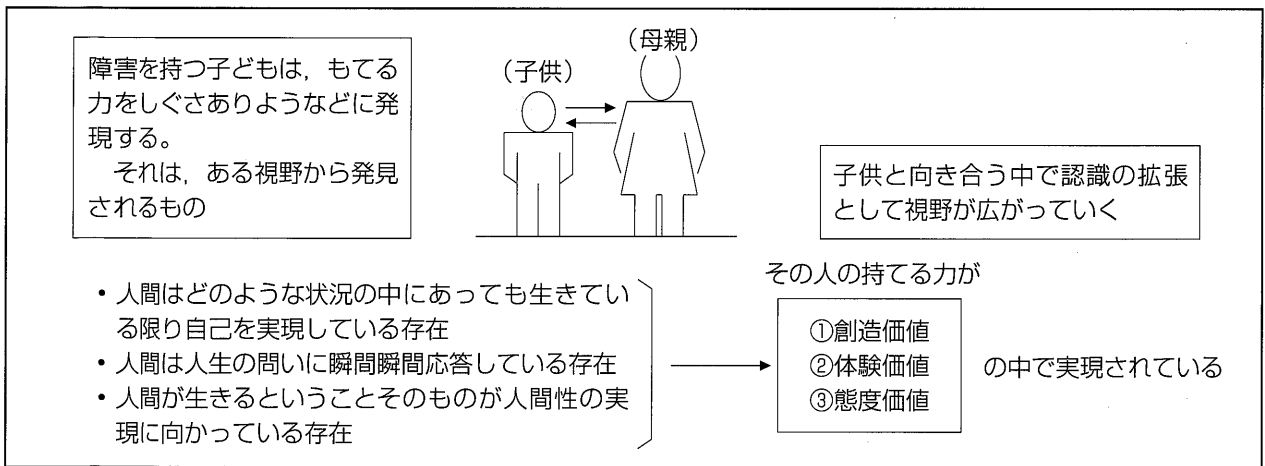 障害を持つ子どもは，もてる
力をしぐさありようなどに発
現する。
それは，ある視野から発見
されるもの
（母親）
（子供）
子供と向き合う中で認識の拡張
として視野が広がっていく
・人間はどのような状況の中にあっても生きてい
る限り自己を実現している存在
・人間は人生の問いに瞬間瞬間応答している存在
・人間が生きるということそのものが人間性の実
現に向かっている存在
その人の持てる力が
①創造価値
②体験価値
③態度価値
の中で実現されている